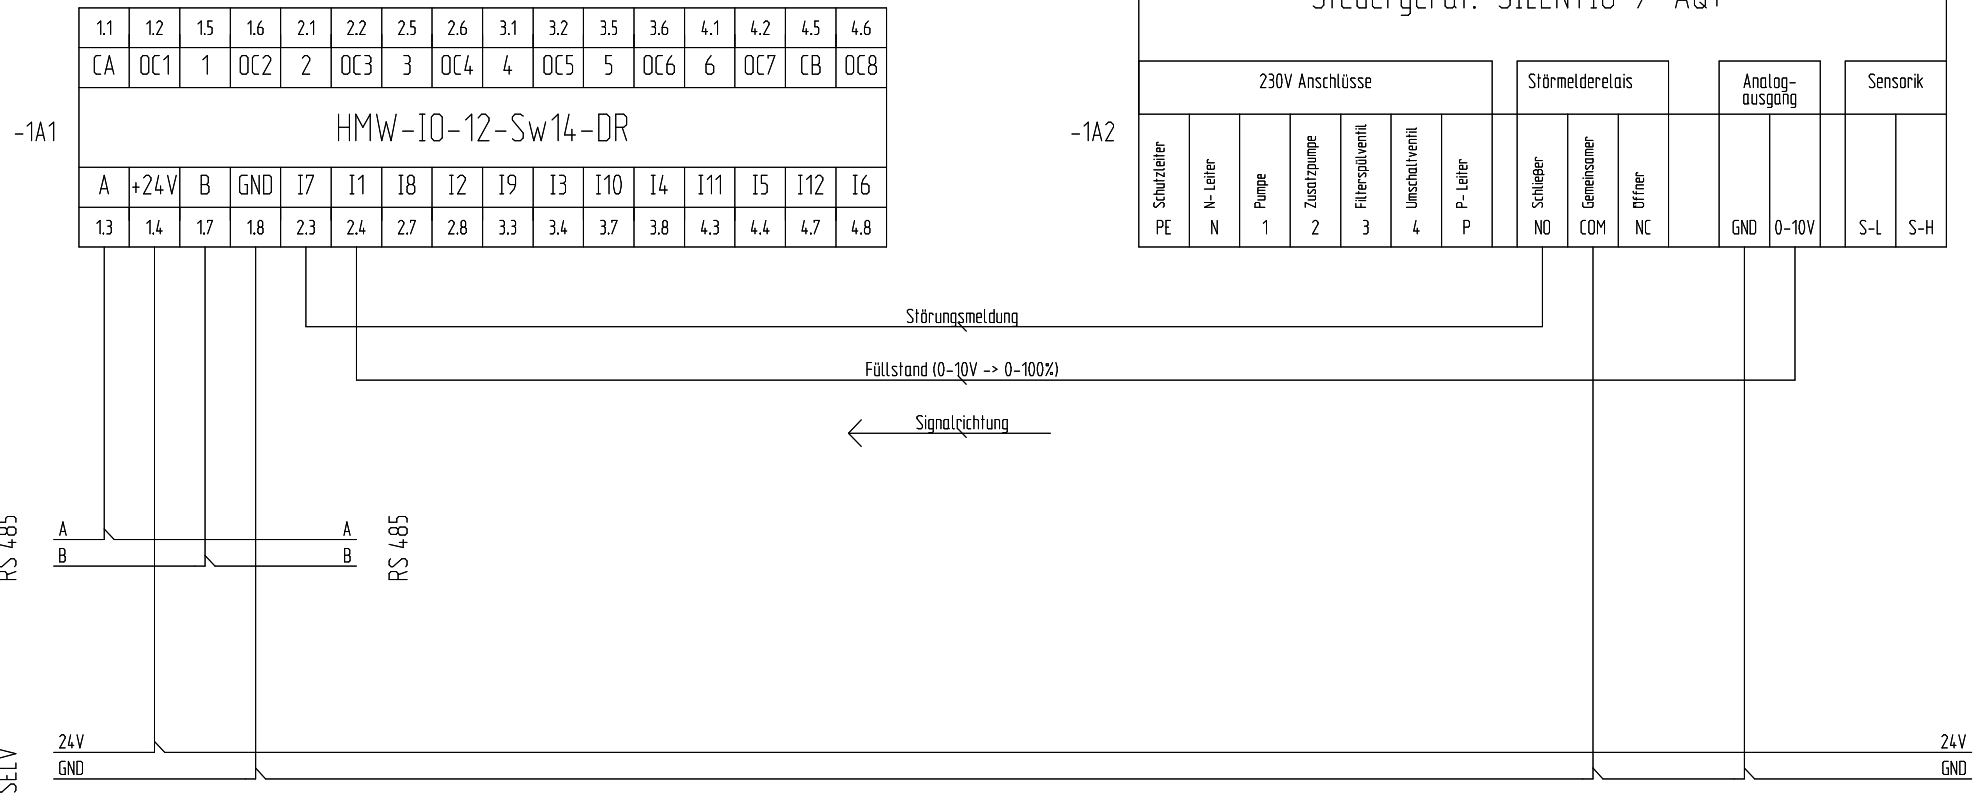 Steuergerät: SILENTIO / AQT
1.1 1.2 1.5 1.6 2.1 2.2 2.5 2.6 3.1 3.2 3.5 3.6 4.1 4.2 4.5 4.6
CA OC1 1 OC2 2 OC3 3 OC4 4 OC5 5 OC6 6 OC7 CB OC8
-1A1
HMW-IO-12-Sw14-DR
A +24V B GND I7 I1 I8 I2 I9 I3 I10 I4 I11 I5 I12 I6
1.3 1.4 1.7 1.8 2.3 2.4 2.7 2.8 3.3 3.4 3.7 3.8 4.3 4.4 4.7 4.8
230V Anschlüsse
Störmelderelais
Analog-
ausgang
Sensorik
-1A2
Schutzleiter
N- Leiter
Pumpe
Zusatzpumpe
Filterspülventil
Umschaltventil
P- Leiter
Schließer
Gemeinsamer
Öffner
PE N 1 2 3 4 P NO COM NC GND 0-10V S-L S-H
Störungsmeldung
Füllstand (0-10V -> 0-100%)
Signalrichtung
RS 485
A A
B B
RS 485
SELV
24V 24V
GND GND